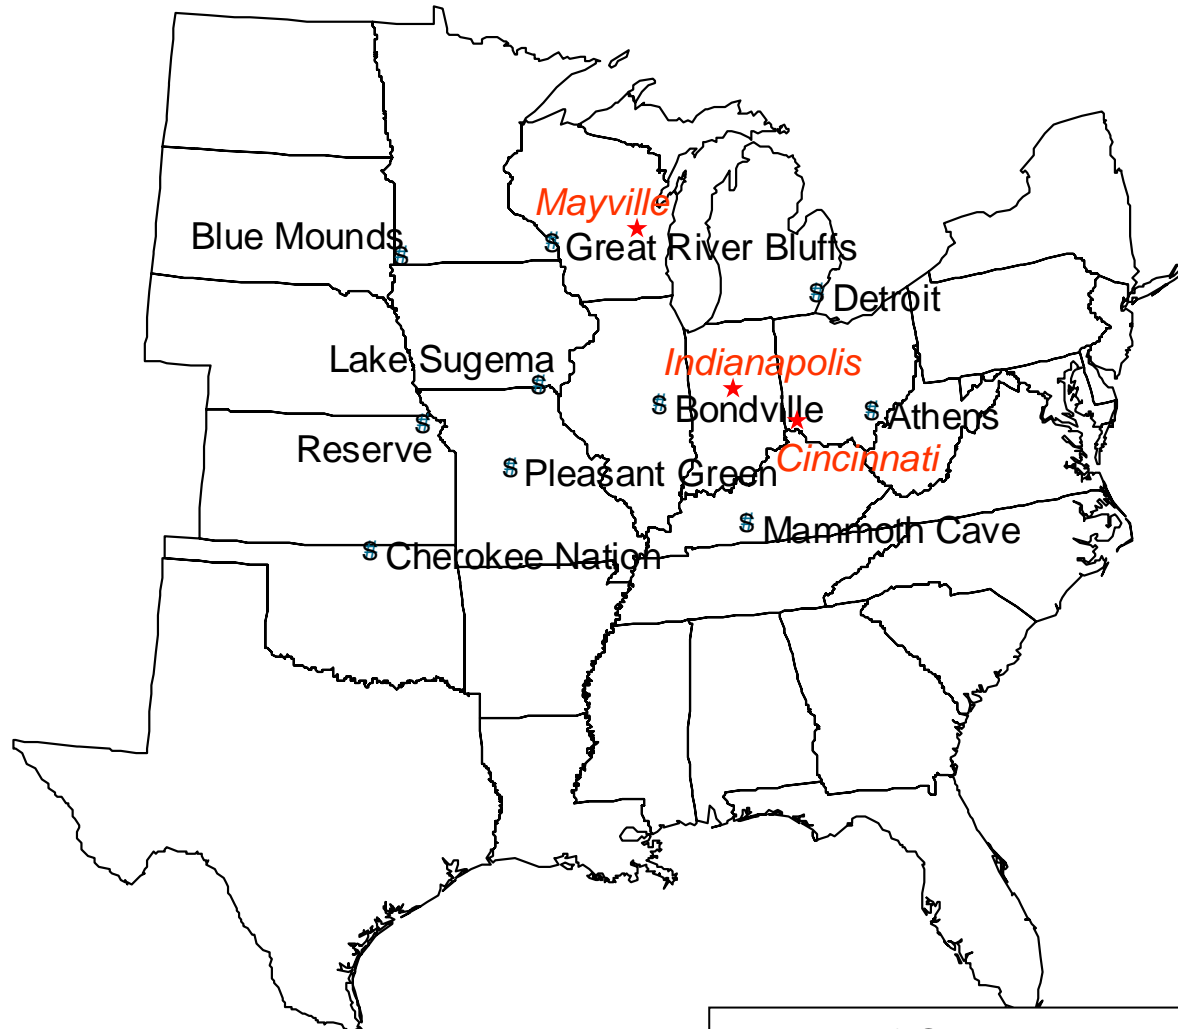 Mayville
Blue Mounds
Great River Bluffs
Detroit
Lake Sugema
Indianapolis
Bondville
Athens
Reserve
Cincinnati
Pleasant Green
Mammoth Cave
Cherokee Nation